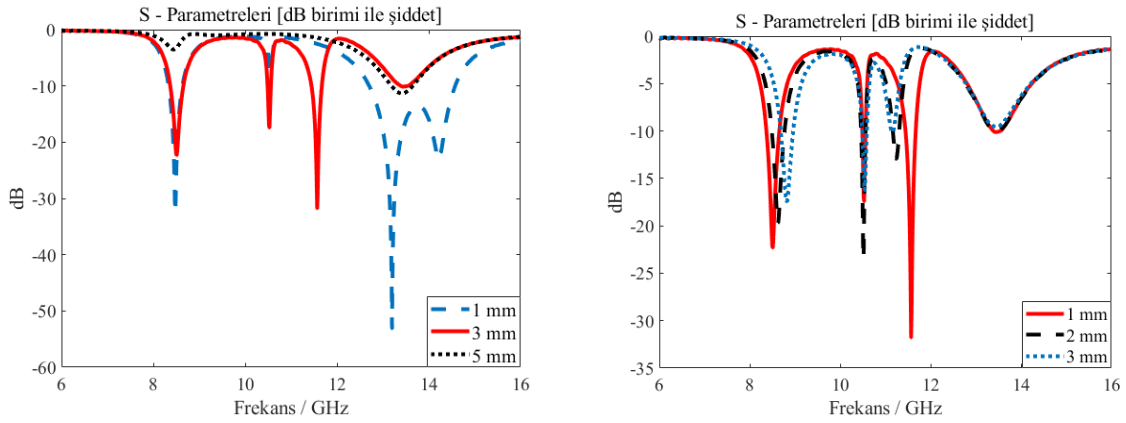 S - Parametreleri [dB birimi ile şiddet]
0
-10
-20
-30
-40
-50
-60
dB
1 mm
3 mm
5 mm
6
8
10
12
14
16
Frekans / GHz
S - Parametreleri [dB birimi ile şiddet]
0
-5
-10
-15
-20
-25
-30
-35
dB
1 mm
2 mm
3 mm
6
8
10
12
14
16
Frekans / GHz